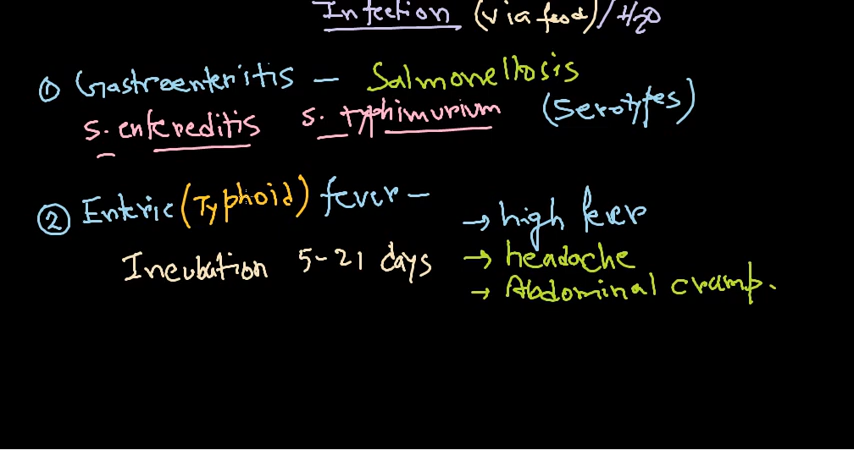 Infection (via food)/H₂O
① Gastroenteritis – Salmonellosis
S. entereditis S. typhimurium (Serotypes)
② Enteric (Typhoid) fever –
→ high fever
Incubation 5-21 days → headache
→ Abdominal cramp.